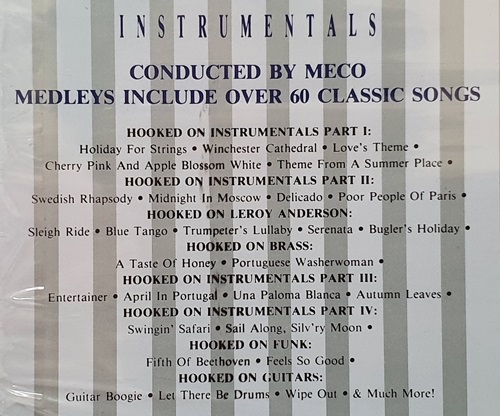 INSTRUMENTALS
CONDUCTED BY MECO
MEDLEYS INCLUDE OVER 60 CLASSIC SONGS
HOOKED ON INSTRUMENTALS PART I:
Holiday For Strings • Winchester Cathedral • Love's Theme •
Cherry Pink And Apple Blossom White • Theme From A Summer Place •
HOOKED ON INSTRUMENTALS PART II:
Swedish Rhapsody • Midnight In Moscow • Delicado • Poor People Of Paris •
HOOKED ON LEROY ANDERSON:
Sleigh Ride • Blue Tango • Trumpeter's Lullaby • Serenata • Bugler's Holiday •
HOOKED ON BRASS:
A Taste Of Honey • Portuguese Washerwoman •
HOOKED ON INSTRUMENTALS PART III:
Entertainer • April In Portugal • Una Paloma Blanca • Autumn Leaves •
HOOKED ON INSTRUMENTALS PART IV:
Swingin' Safari • Sail Along, Silv'ry Moon •
HOOKED ON FUNK:
Fifth Of Beethoven • Feels So Good •
HOOKED ON GUITARS:
Guitar Boogie • Let There Be Drums • Wipe Out • & Much More!